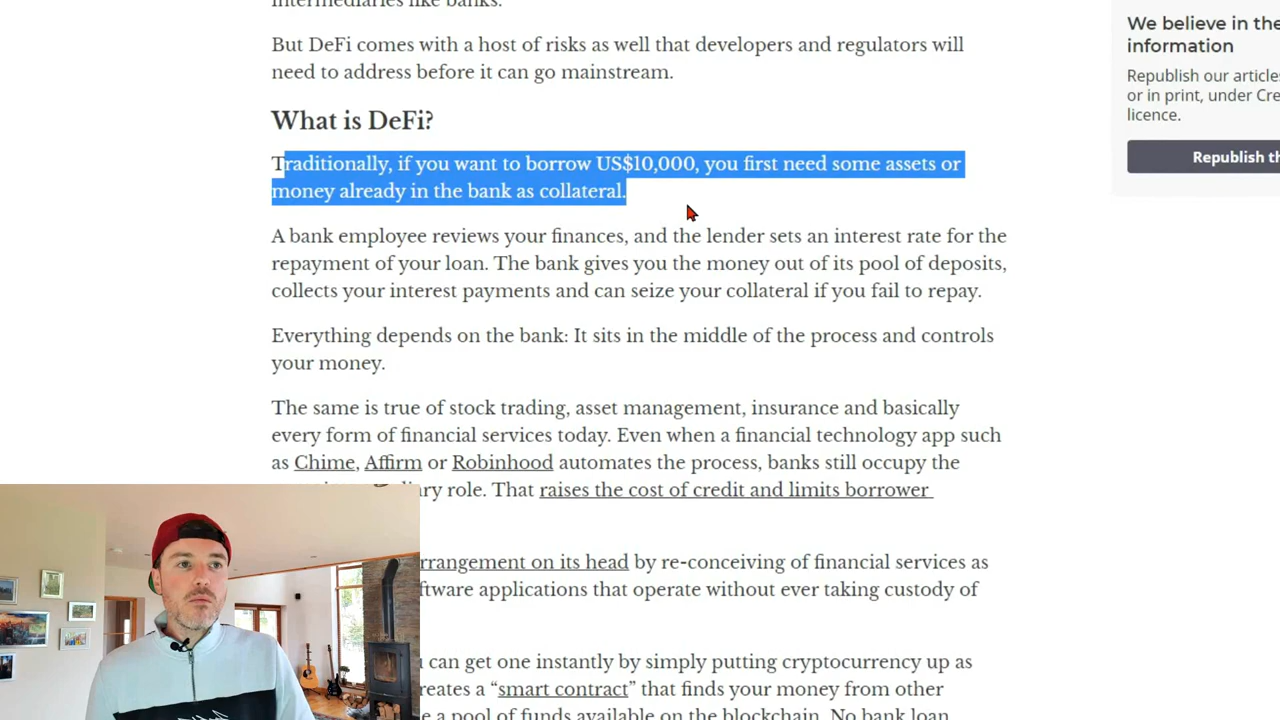 intermediaries like banks.
But DeFi comes with a host of risks as well that developers and regulators will
need to address before it can go mainstream.
What is DeFi?
Traditionally, if you want to borrow US$10,000, you first need some assets or
money already in the bank as collateral.
A bank employee reviews your finances, and the lender sets an interest rate for the
repayment of your loan. The bank gives you the money out of its pool of deposits,
collects your interest payments and can seize your collateral if you fail to repay.
Everything depends on the bank: It sits in the middle of the process and controls
your money.
The same is true of stock trading, asset management, insurance and basically
every form of financial services today. Even when a financial technology app such
as Chime, Affirm or Robinhood automates the process, banks still occupy the
role. That raises the cost of credit and limits borrower
on its head by re-conceiving of financial services as
applications that operate without ever taking custody of
can get one instantly by simply putting cryptocurrency up as
a “smart contract” that finds your money from other
a pool of funds available on the blockchain. No bank loan
We believe in the
information
Republish our
or in print, under
licence.
Republish